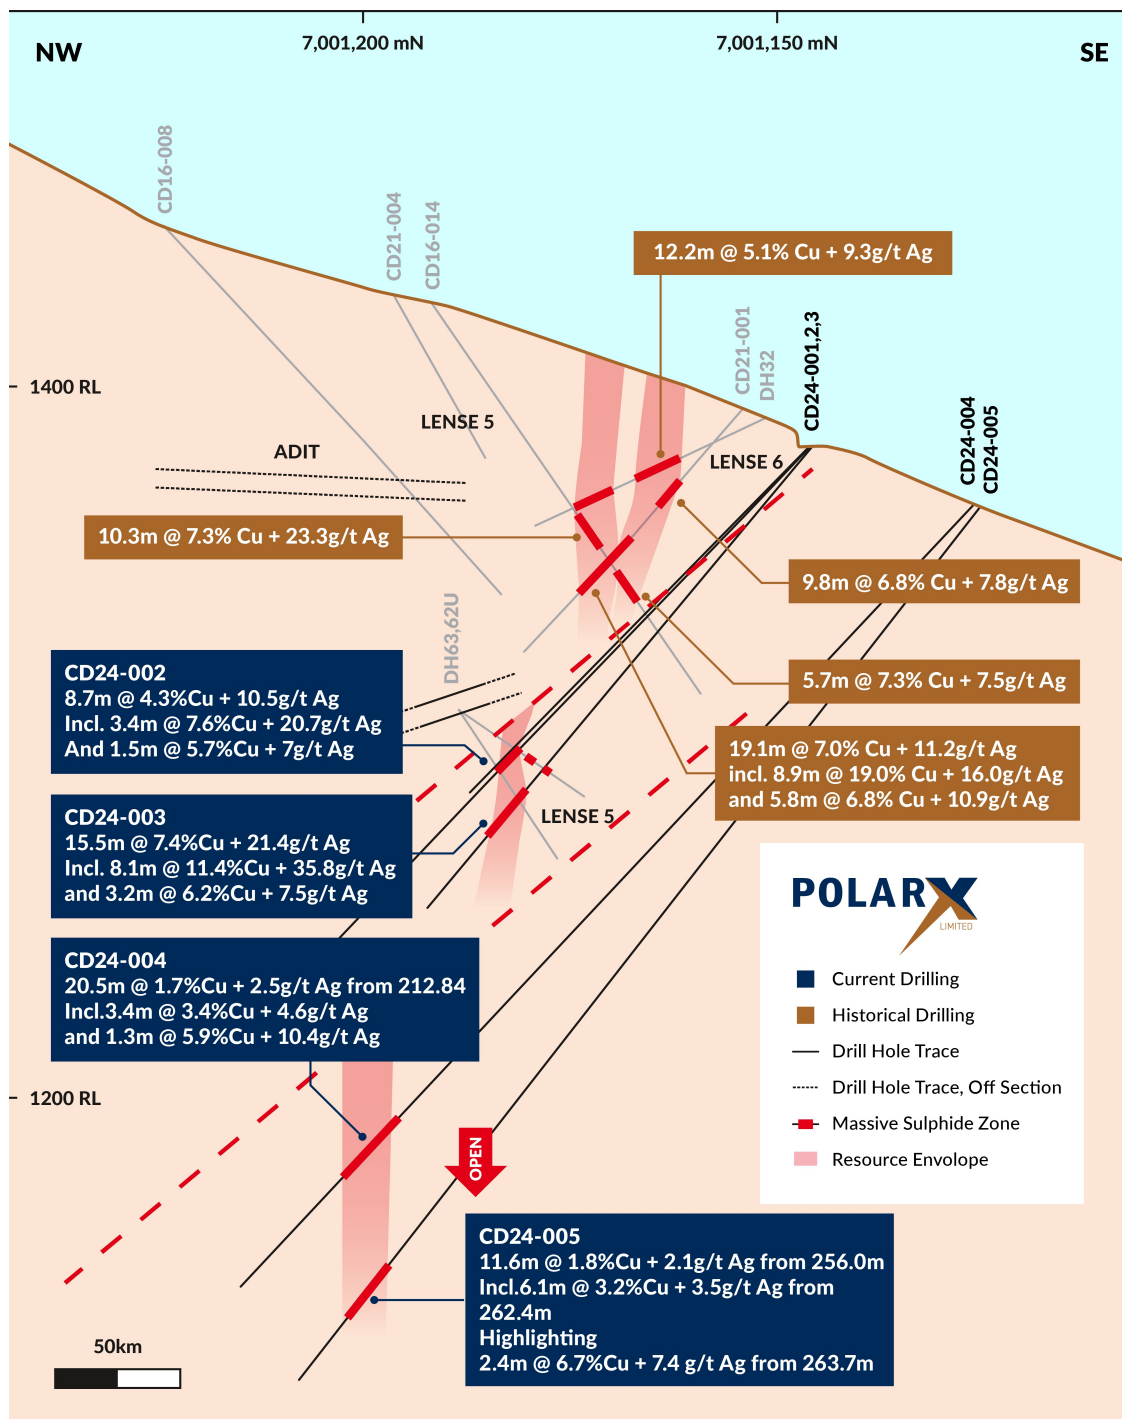 7,001,200 mN
7,001,150 mN
NW
SE
CD16-008
CD21-004
CD16-014
12.2m @ 5.1% Cu + 9.3g/t Ag
CD21-001
DH32
CD24-001,2,3
1400 RL
CD24-004
CD24-005
LENSE 5
ADIT
LENSE 6
10.3m @ 7.3% Cu + 23.3g/t Ag
9.8m @ 6.8% Cu + 7.8g/t Ag
DH63,62U
5.7m @ 7.3% Cu + 7.5g/t Ag
CD24-002
8.7m @ 4.3%Cu + 10.5g/t Ag
Incl. 3.4m @ 7.6%Cu + 20.7g/t Ag
And 1.5m @ 5.7%Cu + 7g/t Ag
19.1m @ 7.0% Cu + 11.2g/t Ag
incl. 8.9m @ 19.0% Cu + 16.0g/t Ag
and 5.8m @ 6.8% Cu + 10.9g/t Ag
CD24-003
15.5m @ 7.4%Cu + 21.4g/t Ag
Incl. 8.1m @ 11.4%Cu + 35.8g/t Ag
and 3.2m @ 6.2%Cu + 7.5g/t Ag
LENSE 5
CD24-004
20.5m @ 1.7%Cu + 2.5g/t Ag from 212.84
Incl.3.4m @ 3.4%Cu + 4.6g/t Ag
and 1.3m @ 5.9%Cu + 10.4g/t Ag
POLARX
LIMITED
Current Drilling
Historical Drilling
Drill Hole Trace
Drill Hole Trace, Off Section
Massive Sulphide Zone
Resource Envolope
1200 RL
OPEN
CD24-005
11.6m @ 1.8%Cu + 2.1g/t Ag from 256.0m
Incl.6.1m @ 3.2%Cu + 3.5g/t Ag from
262.4m
Highlighting
2.4m @ 6.7%Cu + 7.4 g/t Ag from 263.7m
50km